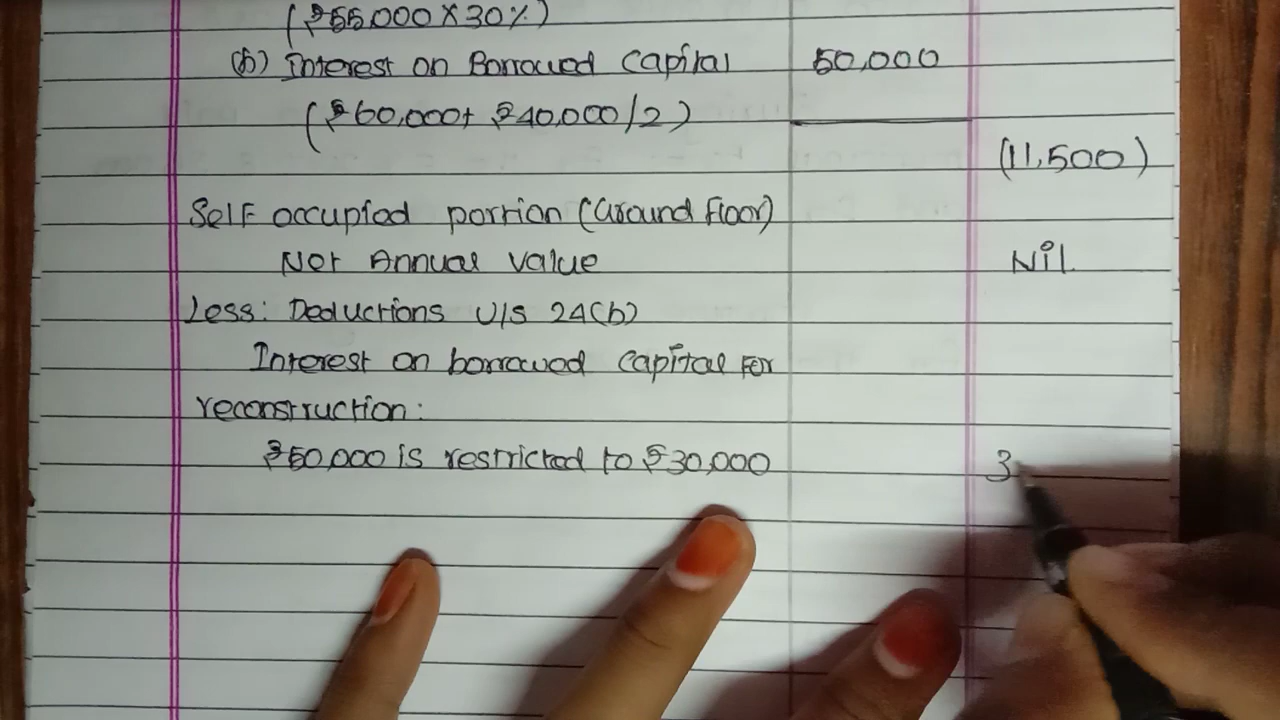 (₹55,000 X 30%)
(b) Interest on Borrowed Capital 50,000
(₹60,000+ ₹40,000/2)
(11,500)
Self occupied portion (Ground Floor)
Net Annual Value Nil.
Less: Deductions U/S 24(b)
Interest on borrowed Capital For
reconstruction:
₹50,000 is restricted to ₹30,000 3